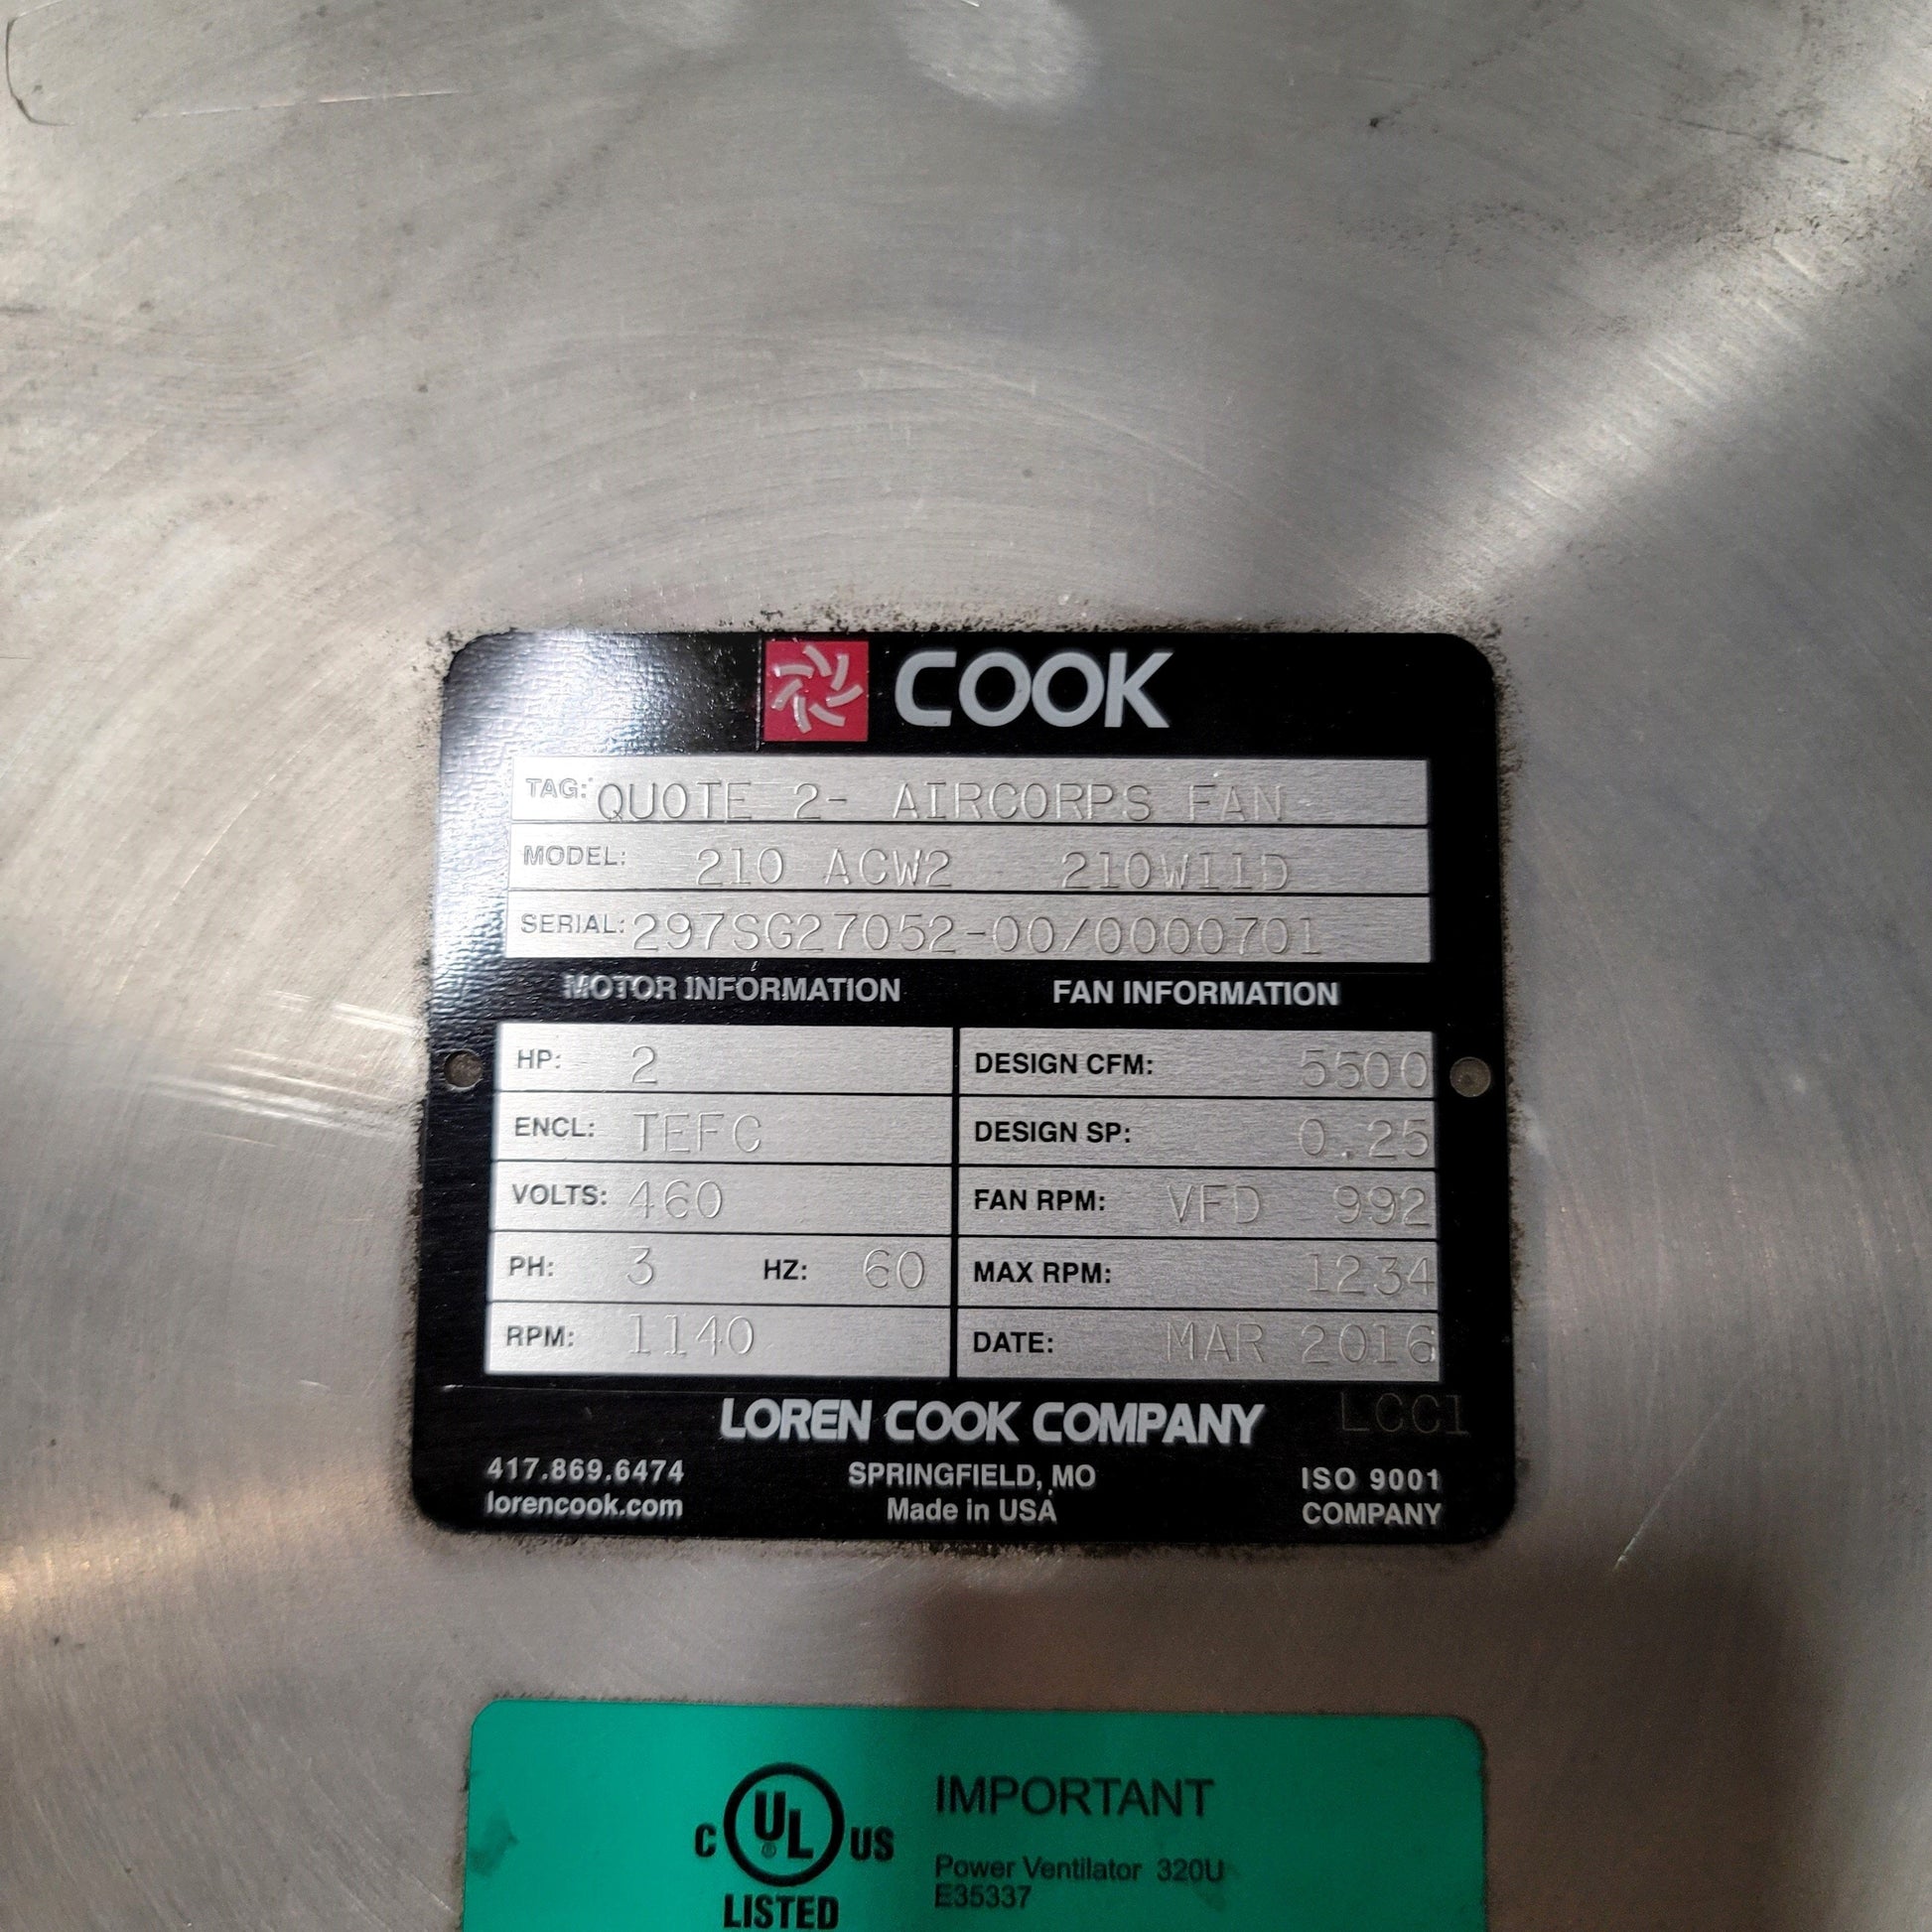 COOK
TAG: QUOTE 2- AIRCORPS FAN
MODEL: 210 ACW2 210W11D
SERIAL: 297SG27052-00/0000701
MOTOR INFORMATION FAN INFORMATION
HP: 2 DESIGN CFM: 5500
ENCL: TEFC DESIGN SP: 0.25
VOLTS: 460 FAN RPM: VFD 992
PH: 3 HZ: 60 MAX RPM: 1234
RPM: 1140 DATE: MAR 2016
LOREN COOK COMPANY LCC1
417.869.6474 SPRINGFIELD, MO ISO 9001
lorencook.com Made in USA COMPANY
IMPORTANT
C UL® US
Power Ventilator 320U
E35337
LISTED